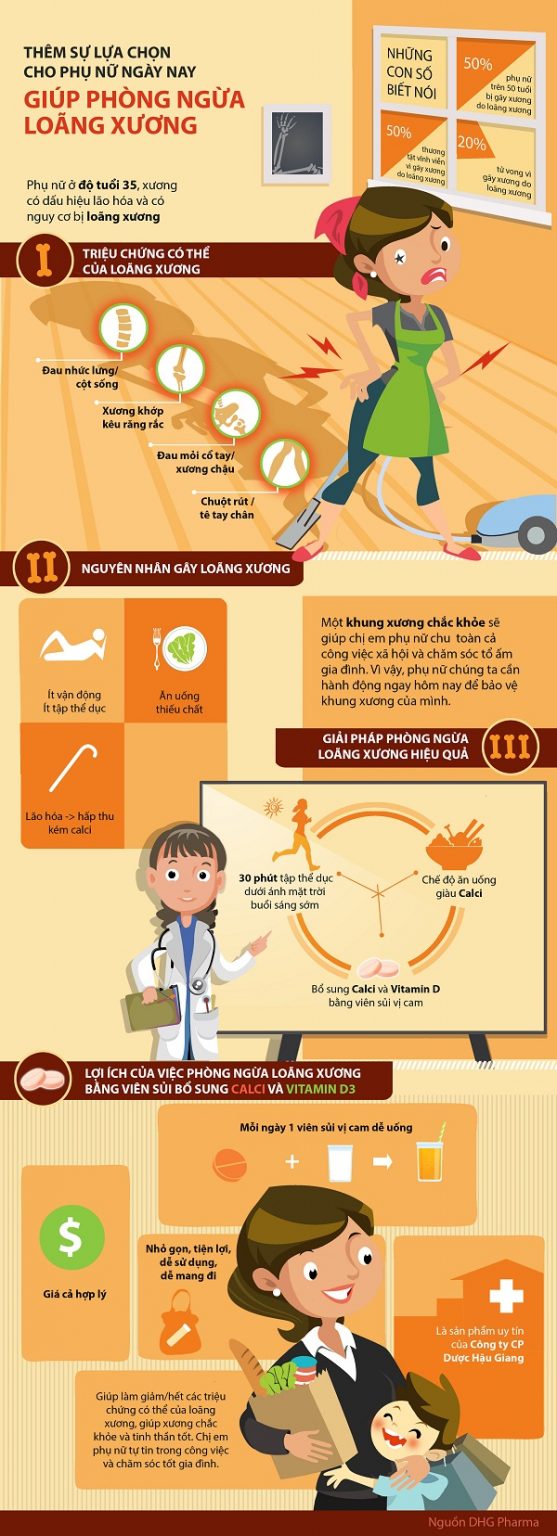 THÊM SỰ LỰA CHỌN
CHO PHỤ NỮ NGÀY NAY
GIÚP PHÒNG NGỪA
LOÃNG XƯƠNG
NHỮNG
CON SỐ
BIẾT NÓI
50%
phụ nữ
trên 50 tuổi
bị gãy xương
do loãng xương
50%
thương
tật vĩnh viễn
vì gãy xương
do loãng xương
20%
tử vong vì
gãy xương do
loãng xương
Phụ nữ ở độ tuổi 35, xương
có dấu hiệu lão hóa và có
nguy cơ bị loãng xương
I
TRIỆU CHỨNG CÓ THỂ
CỦA LOÃNG XƯƠNG
Đau nhức lưng/
cột sống
Xương khớp
kêu răng rắc
Đau mỏi cổ tay/
xương chậu
Chuột rút /
tê tay chân
II
NGUYÊN NHÂN GÂY LOÃNG XƯƠNG
Ít vận động
Ít tập thể dục
Ăn uống
thiếu chất
Lão hóa -> hấp thu
kém calci
Một khung xương chắc khỏe sẽ
giúp chị em phụ nữ chu toàn cả
công việc xã hội và chăm sóc tổ ấm
gia đình. Vì vậy, phụ nữ chúng ta cần
hành động ngay hôm nay để bảo vệ
khung xương của mình.
GIẢI PHÁP PHÒNG NGỪA
LOÃNG XƯƠNG HIỆU QUẢ
III
30 phút tập thể dục
dưới ánh mặt trời
buổi sáng sớm
Chế độ ăn uống
giàu Calci
Bổ sung Calci và Vitamin D
bằng viên sủi vị cam
LỢI ÍCH CỦA VIỆC PHÒNG NGỪA LOÃNG XƯƠNG
BẰNG VIÊN SỦI BỔ SUNG CALCI VÀ VITAMIN D3
Mỗi ngày 1 viên sủi vị cam dễ uống
+
$
Giá cả hợp lý
Nhỏ gọn, tiện lợi,
dễ sử dụng,
dễ mang đi
Là sản phẩm uy tín
của Công ty CP
Dược Hậu Giang
Giúp làm giảm/hết các triệu
chứng có thể của loãng
xương, giúp xương chắc
khỏe và tinh thần tốt. Chị em
phụ nữ tự tin trong công việc
và chăm sóc tốt gia đình.
Nguồn DHG Pharma